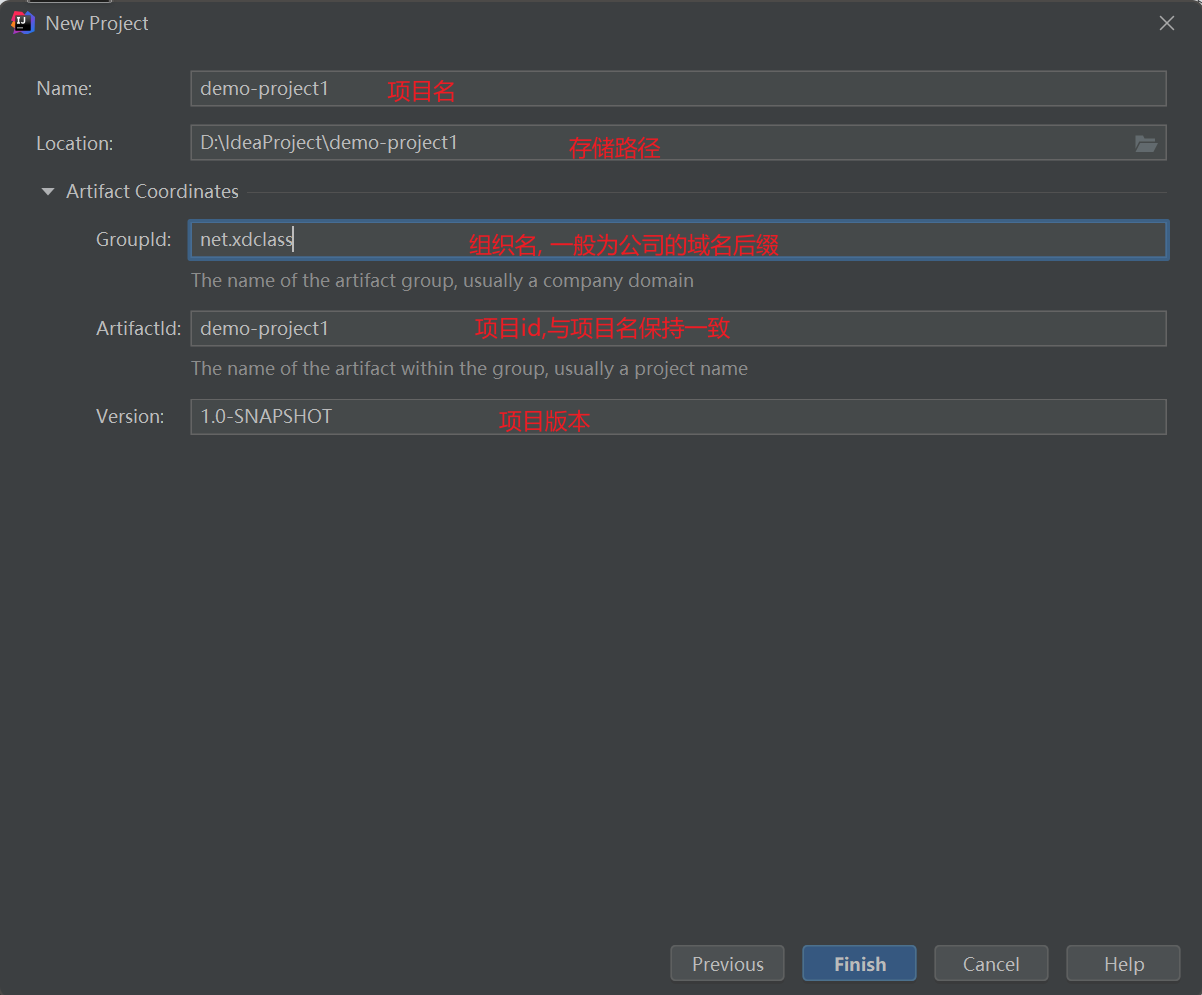 New Project
Name: demo-project1 项目名
Location: D:\IdeaProject\demo-project1 存储路径
Artifact Coordinates
GroupId: net.xdclass 组织名, 一般为公司的域名后缀
The name of the artifact group, usually a company domain
ArtifactId: demo-project1 项目id,与项目名保持一致
The name of the artifact within the group, usually a project name
Version: 1.0-SNAPSHOT 项目版本
Previous Finish Cancel Help